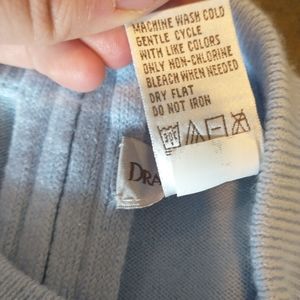 MACHINE WASH COLD
GENTLE CYCLE
WITH LIKE COLORS
ONLY NON-CHLORINE
BLEACH WHEN NEEDED
DRY FLAT
DO NOT IRON
DRA